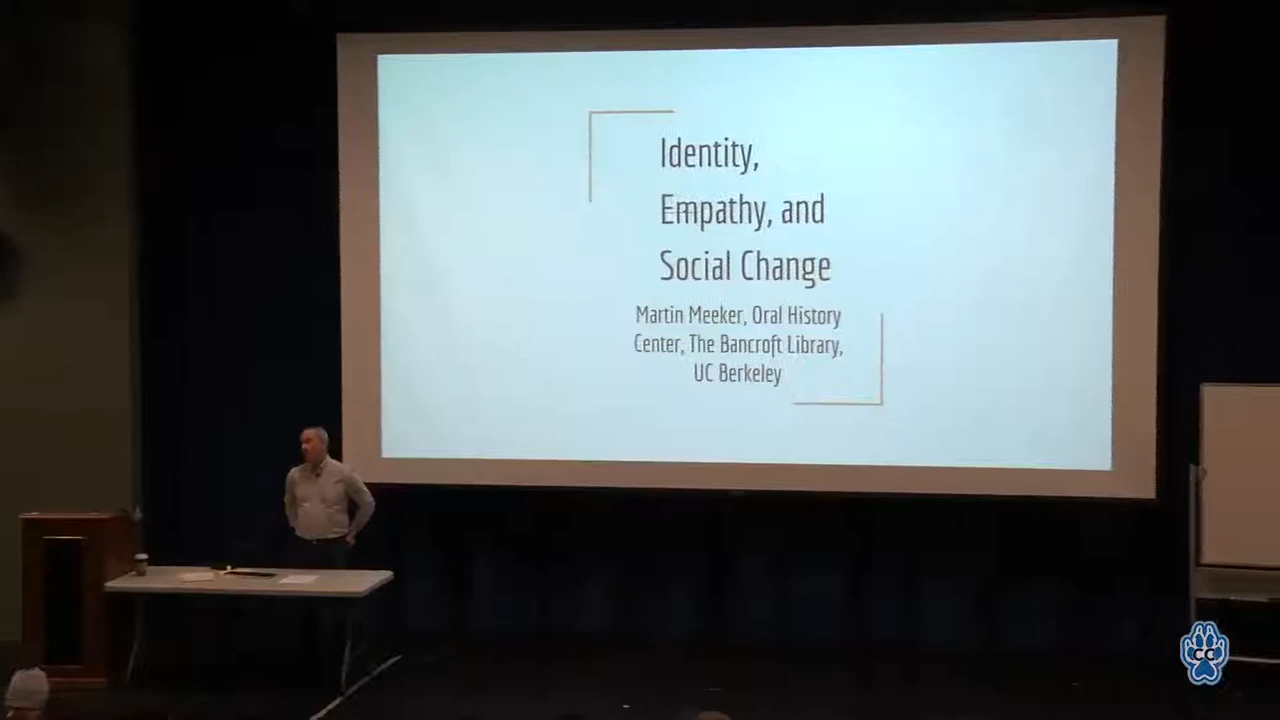 Identity,
Empathy, and
Social Change
Martin Meeker, Oral History
Center, The Bancroft Library,
UC Berkeley
CC